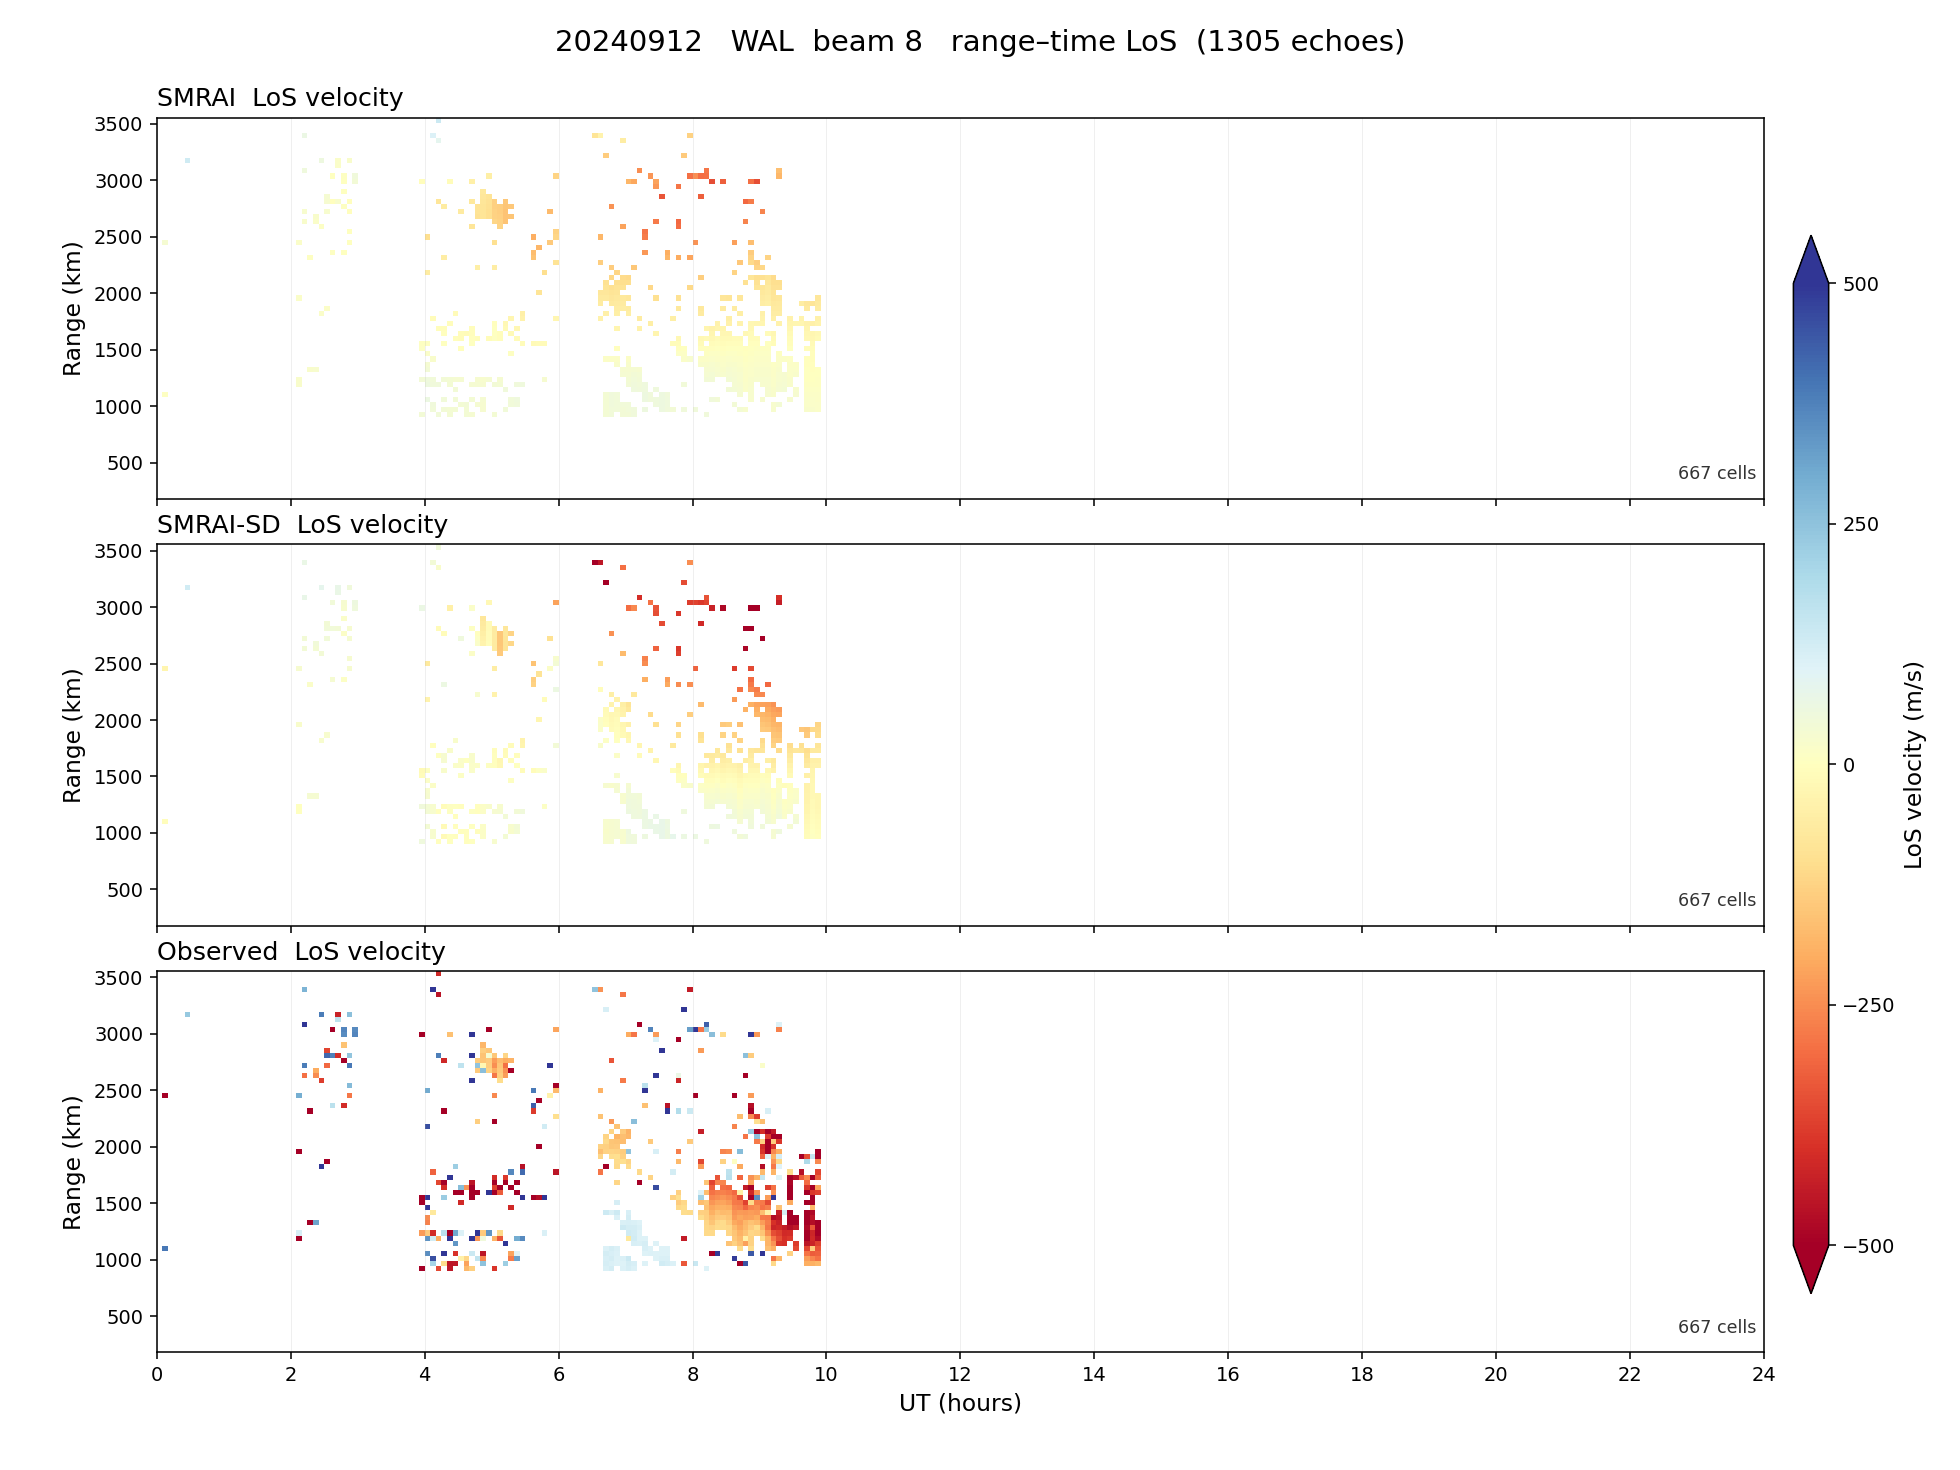 20240912   WAL  beam 8   range–time LoS  (1305 echoes)
SMRAI  LoS velocity
3500
3000
2500
2000
1500
1000
500
Range (km)
667 cells
SMRAI-SD  LoS velocity
3500
3000
2500
2000
1500
1000
500
Range (km)
667 cells
Observed  LoS velocity
3500
3000
2500
2000
1500
1000
500
Range (km)
667 cells
0 2 4 6 8 10 12 14 16 18 20 22 24
UT (hours)
500
250
0
−250
−500
LoS velocity (m/s)